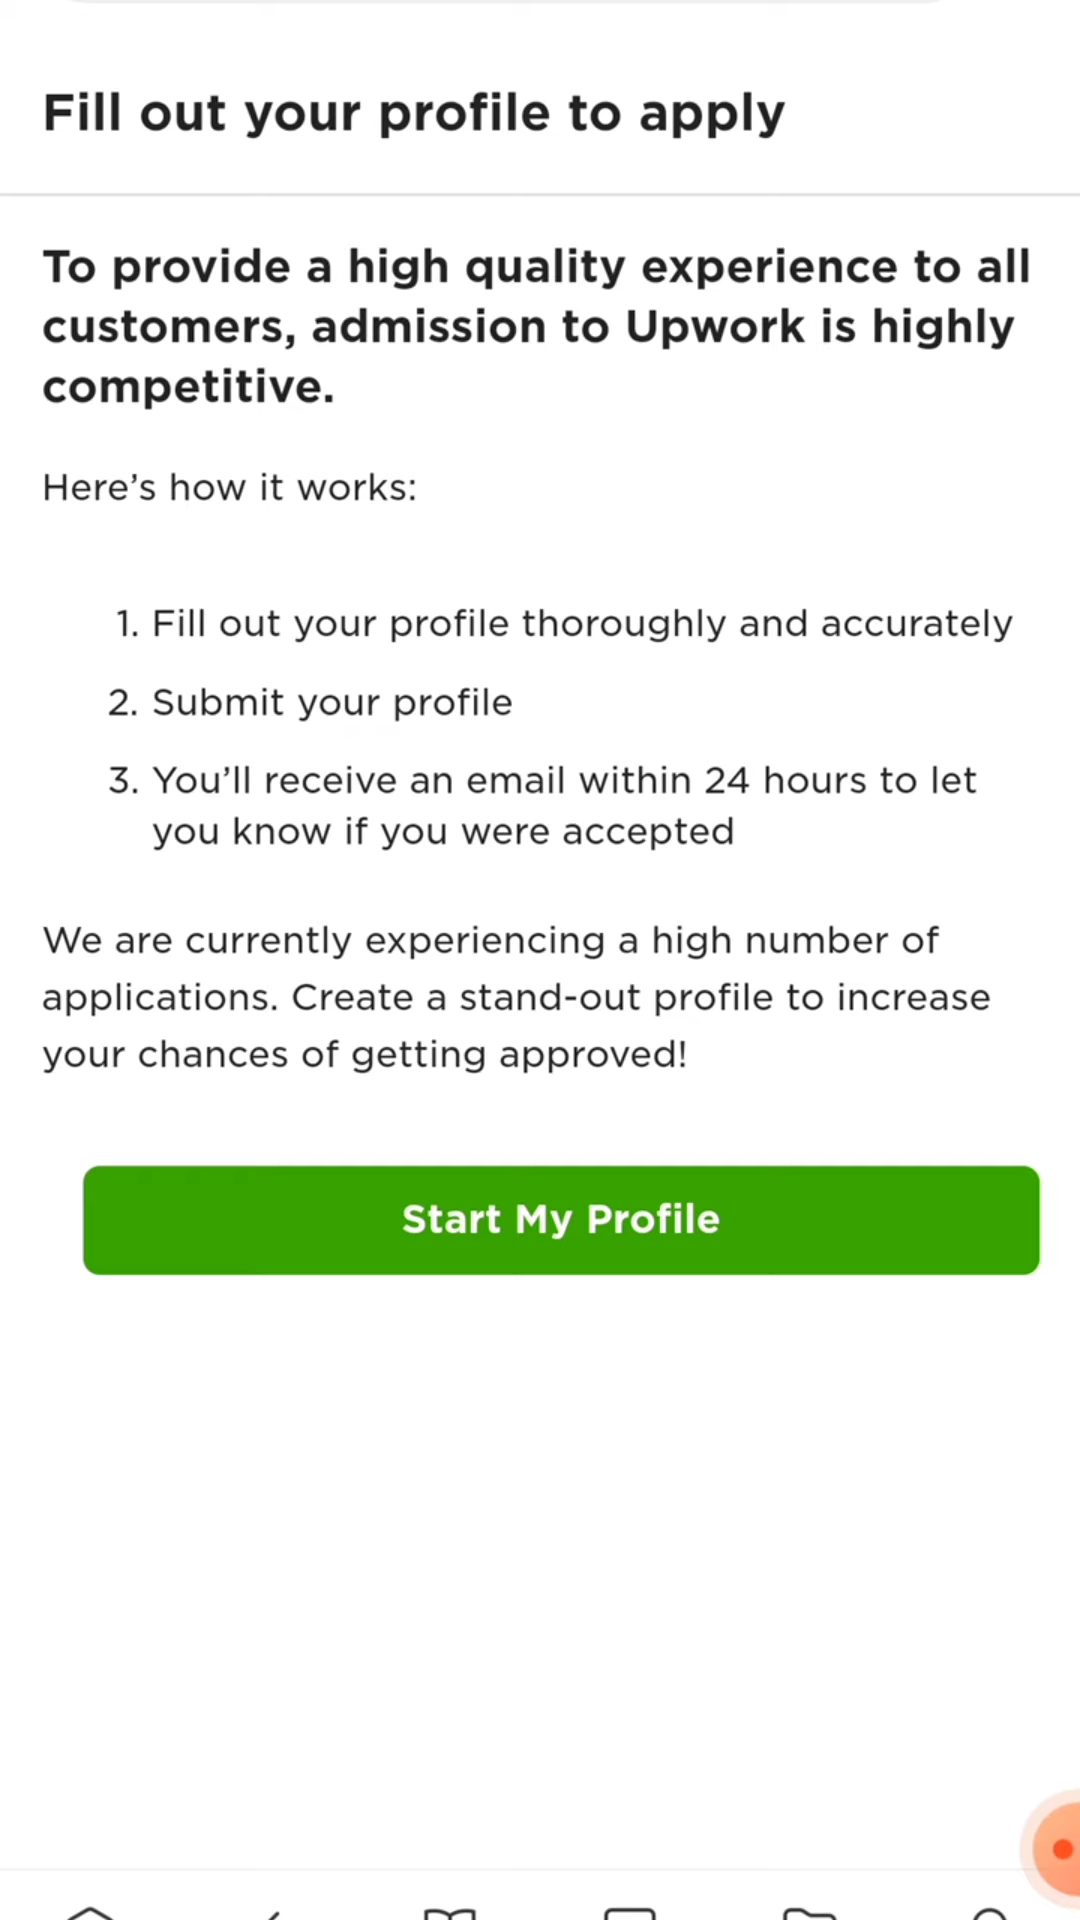 Fill out your profile to apply
To provide a high quality experience to all
customers, admission to Upwork is highly
competitive.
Here’s how it works:
1. Fill out your profile thoroughly and accurately
2. Submit your profile
3. You’ll receive an email within 24 hours to let
you know if you were accepted
We are currently experiencing a high number of
applications. Create a stand-out profile to increase
your chances of getting approved!
Start My Profile